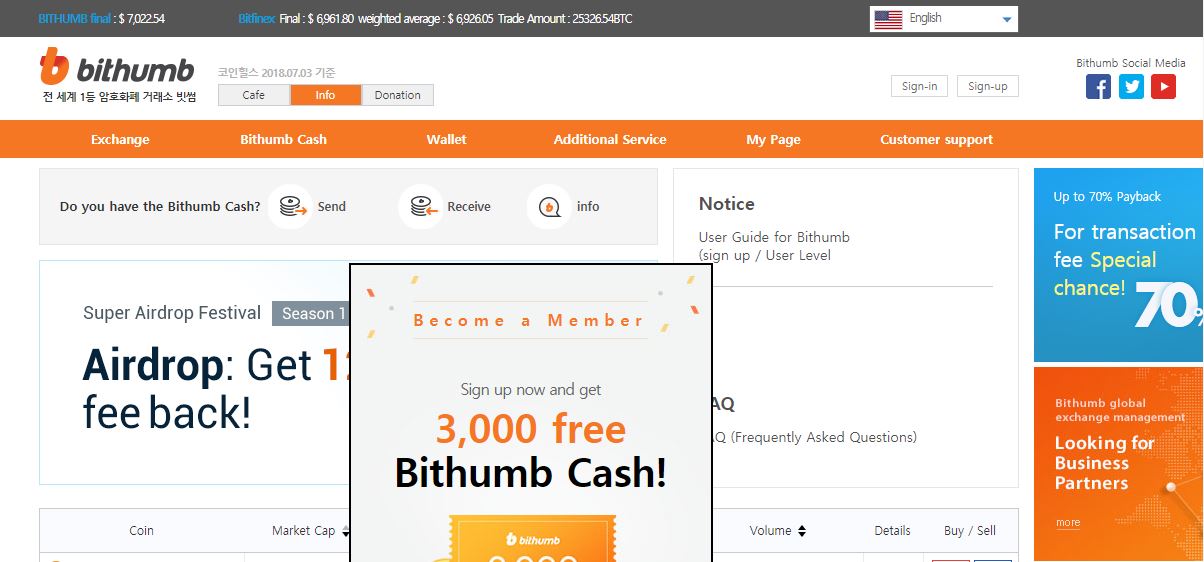 BITHUMB final : $ 7,022.54 Bitfinex Final : $ 6,961.80 weighted average : $ 6,926.05 Trade Amount : 25326.54BTC
English
bithumb
전 세계 1등 암호화폐 거래소 빗썸
코인힐스 2018.07.03 기준
Cafe Info Donation
Sign-in Sign-up
Bithumb Social Media
Exchange Bithumb Cash Wallet Additional Service My Page Customer support
Do you have the Bithumb Cash? Send Receive info
Notice
User Guide for Bithumb
(sign up / User Level
Up to 70% Payback
For transaction
fee Special
chance!
70%
Super Airdrop Festival Season 1
Airdrop: Get
fee back!
Become a Member
Sign up now and get
3,000 free
Bithumb Cash!
bithumb
AQ
AQ (Frequently Asked Questions)
Bithumb global
exchange management
Looking for
Business
Partners
more
Coin Market Cap Volume Details Buy / Sell